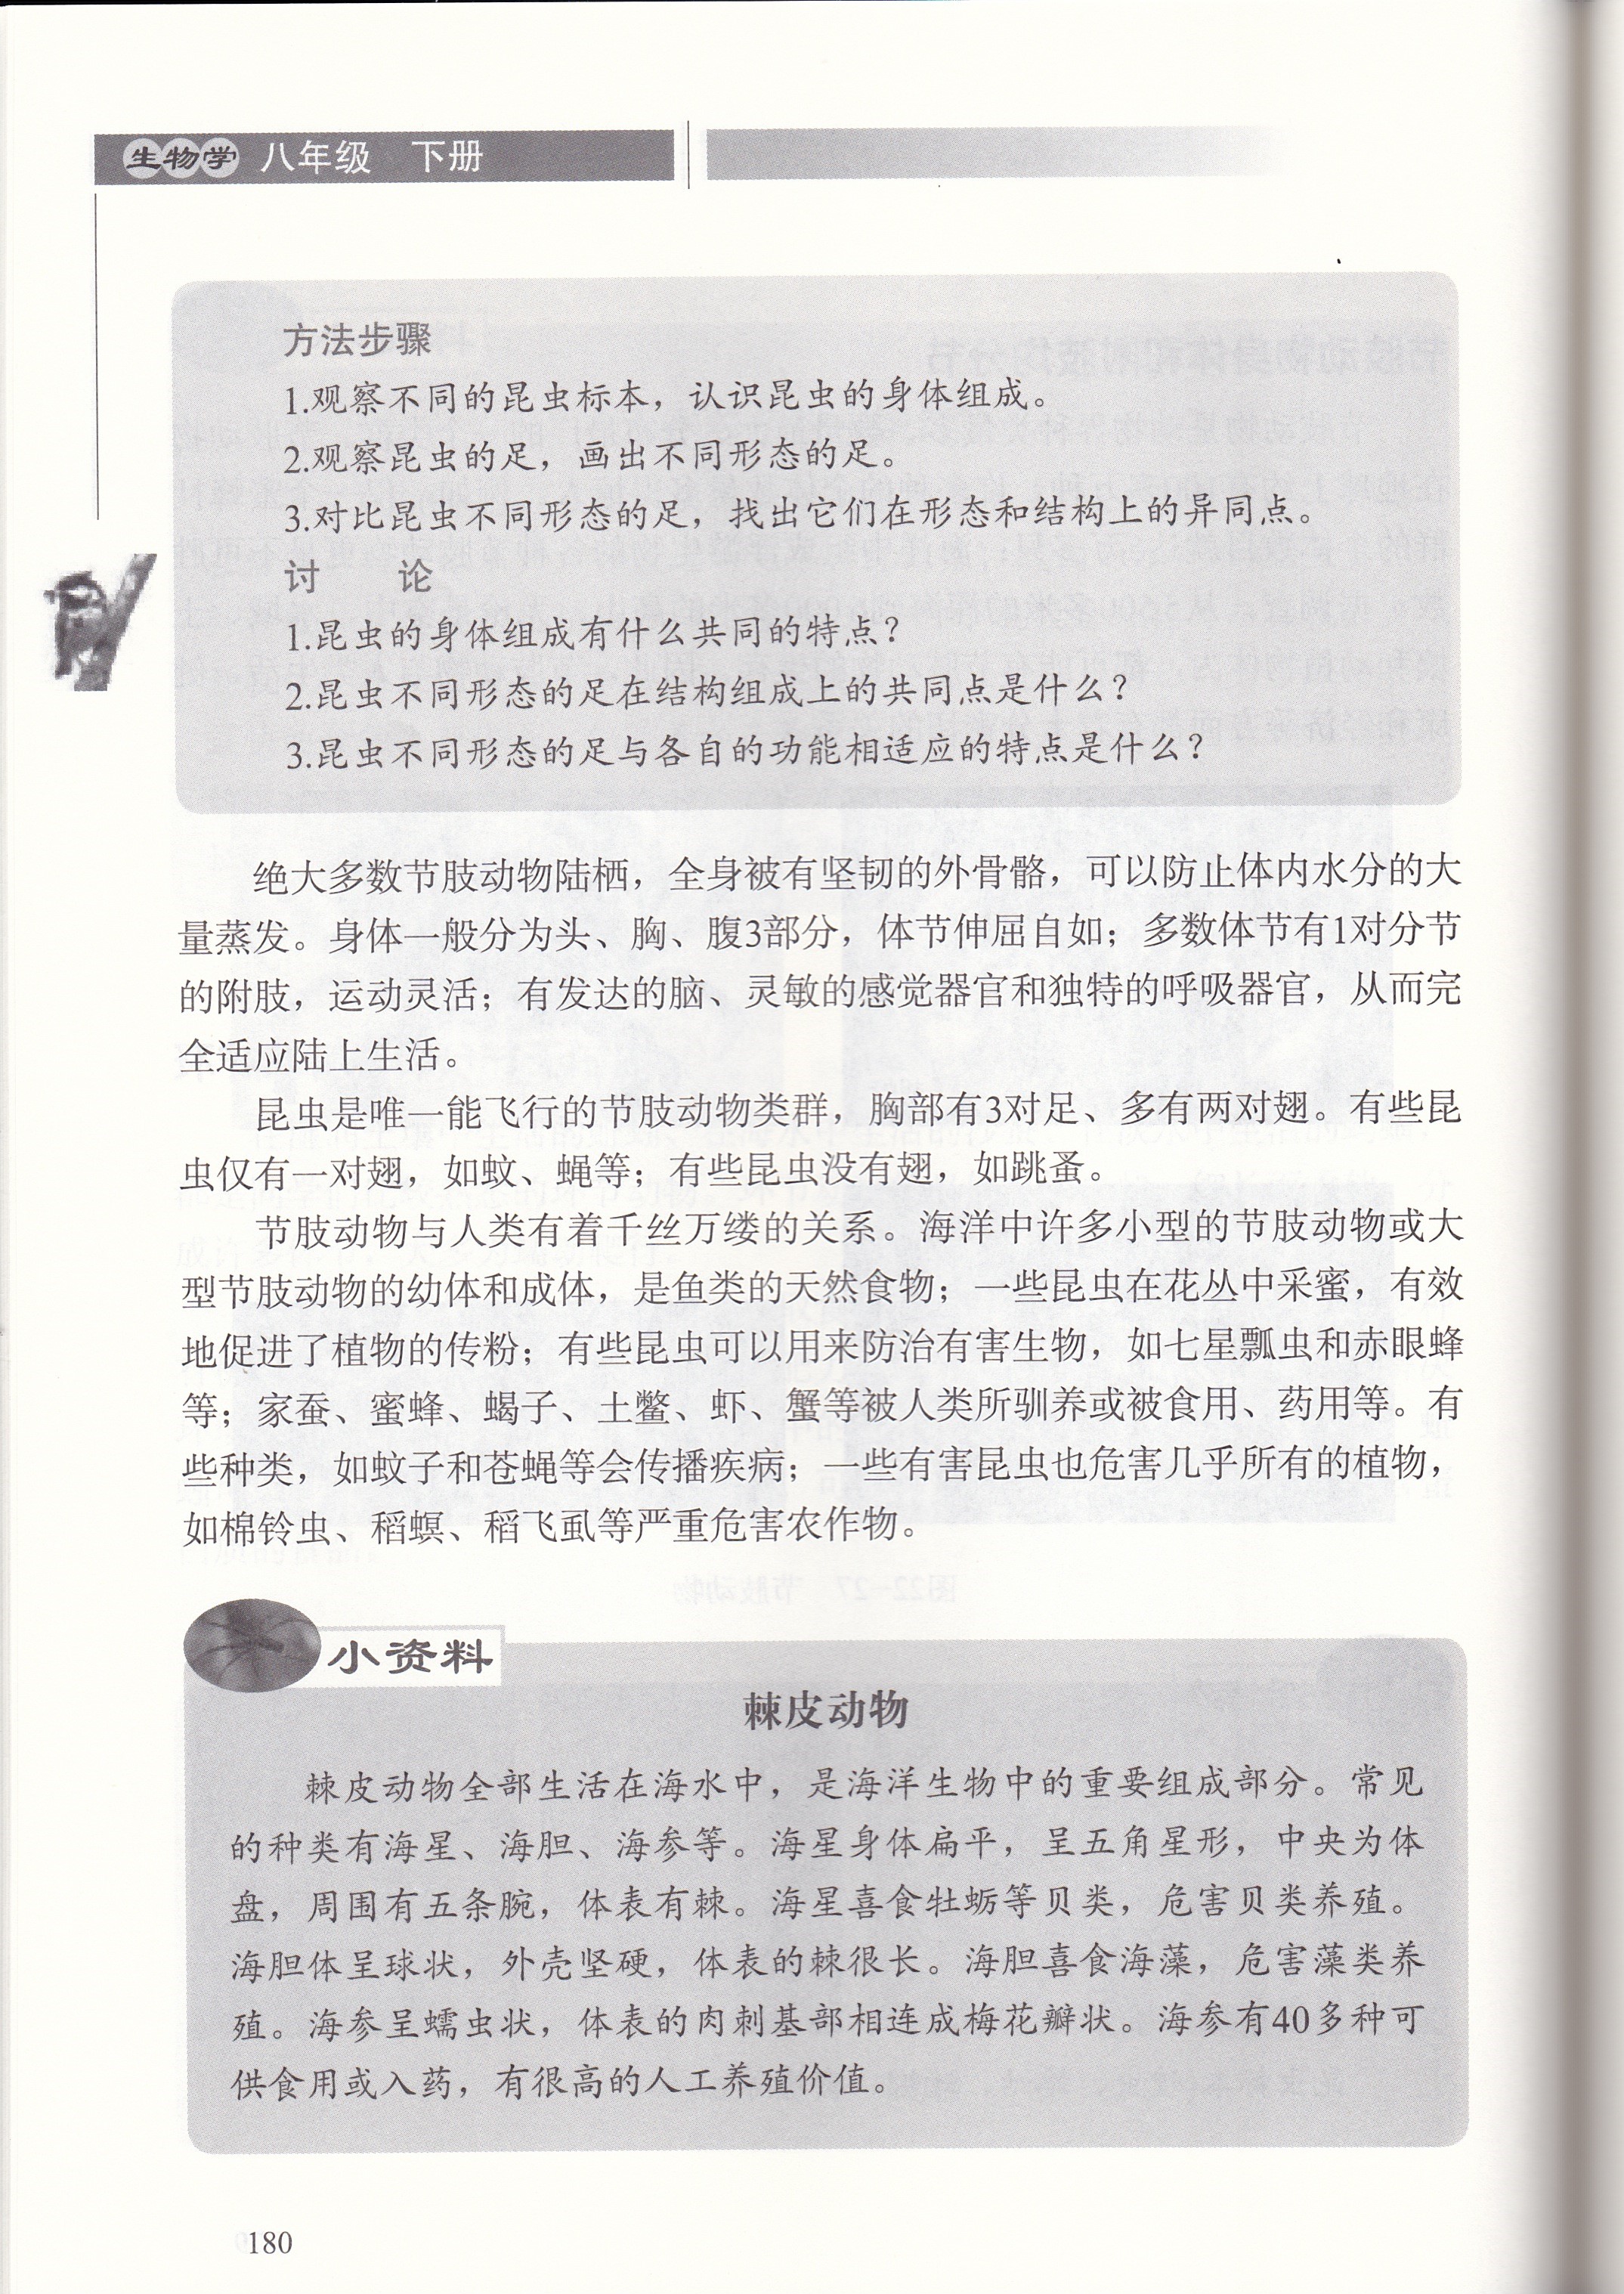 生物学 八年级 下册
方法步骤
1.观察不同的昆虫标本，认识昆虫的身体组成。
2.观察昆虫的足，画出不同形态的足。
3.对比昆虫不同形态的足，找出它们在形态和结构上的异同点。
讨 论
1.昆虫的身体组成有什么共同的特点？
2.昆虫不同形态的足在结构组成上的共同点是什么？
3.昆虫不同形态的足与各自的功能相适应的特点是什么？
绝大多数节肢动物陆栖，全身被有坚韧的外骨骼，可以防止体内水分的大
量蒸发。身体一般分为头、胸、腹3部分，体节伸屈自如；多数体节有1对分节
的附肢，运动灵活；有发达的脑、灵敏的感觉器官和独特的呼吸器官，从而完
全适应陆上生活。
昆虫是唯一能飞行的节肢动物类群，胸部有3对足、多有两对翅。有些昆
虫仅有一对翅，如蚊、蝇等；有些昆虫没有翅，如跳蚤。
节肢动物与人类有着千丝万缕的关系。海洋中许多小型的节肢动物或大
型节肢动物的幼体和成体，是鱼类的天然食物；一些昆虫在花丛中采蜜，有效
地促进了植物的传粉；有些昆虫可以用来防治有害生物，如七星瓢虫和赤眼蜂
等；家蚕、蜜蜂、蝎子、土鳖、虾、蟹等被人类所驯养或被食用、药用等。有
些种类，如蚊子和苍蝇等会传播疾病；一些有害昆虫也危害几乎所有的植物，
如棉铃虫、稻螟、稻飞虱等严重危害农作物。
小资料
棘皮动物
棘皮动物全部生活在海水中，是海洋生物中的重要组成部分。常见
的种类有海星、海胆、海参等。海星身体扁平，呈五角星形，中央为体
盘，周围有五条腕，体表有棘。海星喜食牡蛎等贝类，危害贝类养殖。
海胆体呈球状，外壳坚硬，体表的棘很长。海胆喜食海藻，危害藻类养
殖。海参呈蠕虫状，体表的肉刺基部相连成梅花瓣状。海参有40多种可
供食用或入药，有很高的人工养殖价值。
180